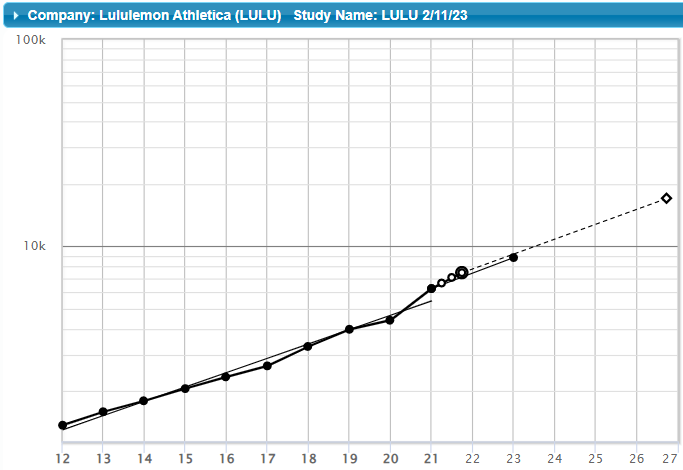 Company: Lululemon Athletica (LULU) Study Name: LULU 2/11/23
100k
10k
12 13 14 15 16 17 18 19 20 21 22 23 24 25 26 27